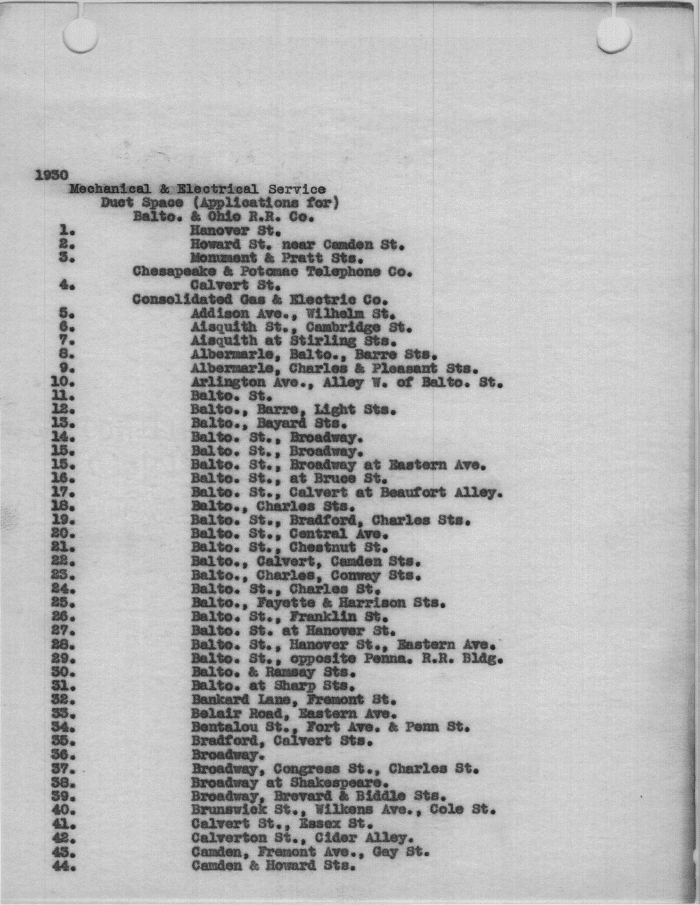 1930
Mechanical & Electrical Service
Duct Space (Applications for)
Balto. & Ohio R.R. Co.
1. Hanover St.
2. Howard St. near Camden St.
3. Monument & Pratt Sts.
Chesapeake & Potomac Telephone Co.
4. Calvert St.
Consolidated Gas & Electric Co.
5. Addison Ave., Wilhelm St.
6. Aisquith St., Cambridge St.
7. Aisquith at Stirling Sts.
8. Albermarle, Balto., Barre Sts.
9. Albermarle, Charles & Pleasant Sts.
10. Arlington Ave., Alley W. of Balto. St.
11. Balto. St.
12. Balto., Barre, Light Sts.
13. Balto., Bayard Sts.
14. Balto. St., Broadway.
15. Balto. St., Broadway.
15. Balto. St., Broadway at Eastern Ave.
16. Balto. St., at Bruce St.
17. Balto. St., Calvert at Beaufort Alley.
18. Balto., Charles Sts.
19. Balto. St., Bradford, Charles Sts.
20. Balto. St., Central Ave.
21. Balto. St., Chestnut St.
22. Balto., Calvert, Camden Sts.
23. Balto., Charles, Conway Sts.
24. Balto. St., Charles St.
25. Balto., Fayette & Harrison Sts.
26. Balto. St., Franklin St.
27. Balto. St. at Hanover St.
28. Balto. St., Hanover St., Eastern Ave.
29. Balto. St., opposite Penna. R.R. Bldg.
30. Balto. & Ramsay Sts.
31. Balto. at Sharp Sts.
32. Bankard Lane, Fremont St.
33. Belair Road, Eastern Ave.
34. Bentalou St., Fort Ave. & Penn St.
35. Bradford, Calvert Sts.
36. Broadway.
37. Broadway, Congress St., Charles St.
38. Broadway at Shakespeare.
39. Broadway, Brevard & Biddle Sts.
40. Brunswick St., Wilkens Ave., Cole St.
41. Calvert St., Essex St.
42. Calverton St., Cider Alley.
43. Camden, Fremont Ave., Gay St.
44. Camden & Howard Sts.